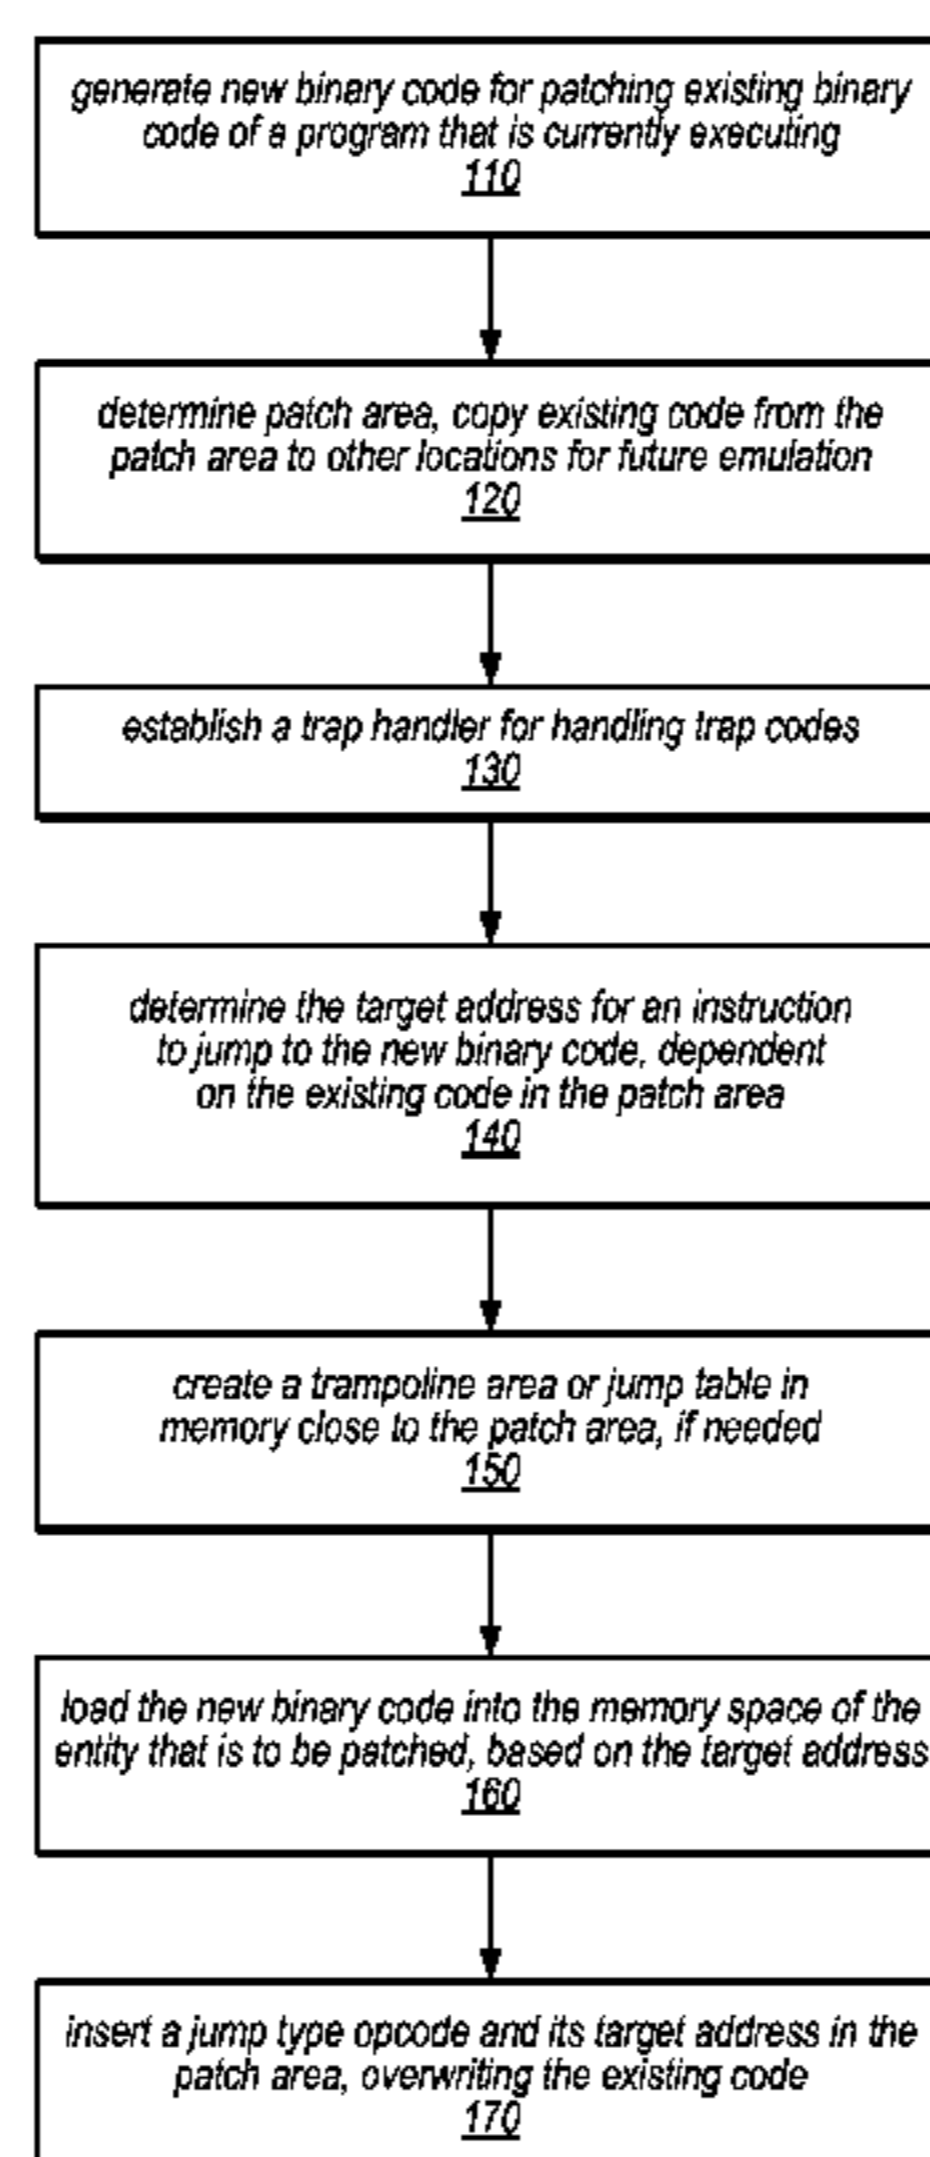 generate new binary code for patching existing binary
code of a program that is currently executing
110
determine patch area, copy existing code from the
patch area to other locations for future emulation
120
establish a trap handler for handling trap codes
130
determine the target address for an instruction
to jump to the new binary code, dependent
on the existing code in the patch area
140
create a trampoline area or jump table in
memory close to the patch area, if needed
150
load the new binary code into the memory space of the
entity that is to be patched, based on the target address
160
insert a jump type opcode and its target address in the
patch area, overwriting the existing code
170